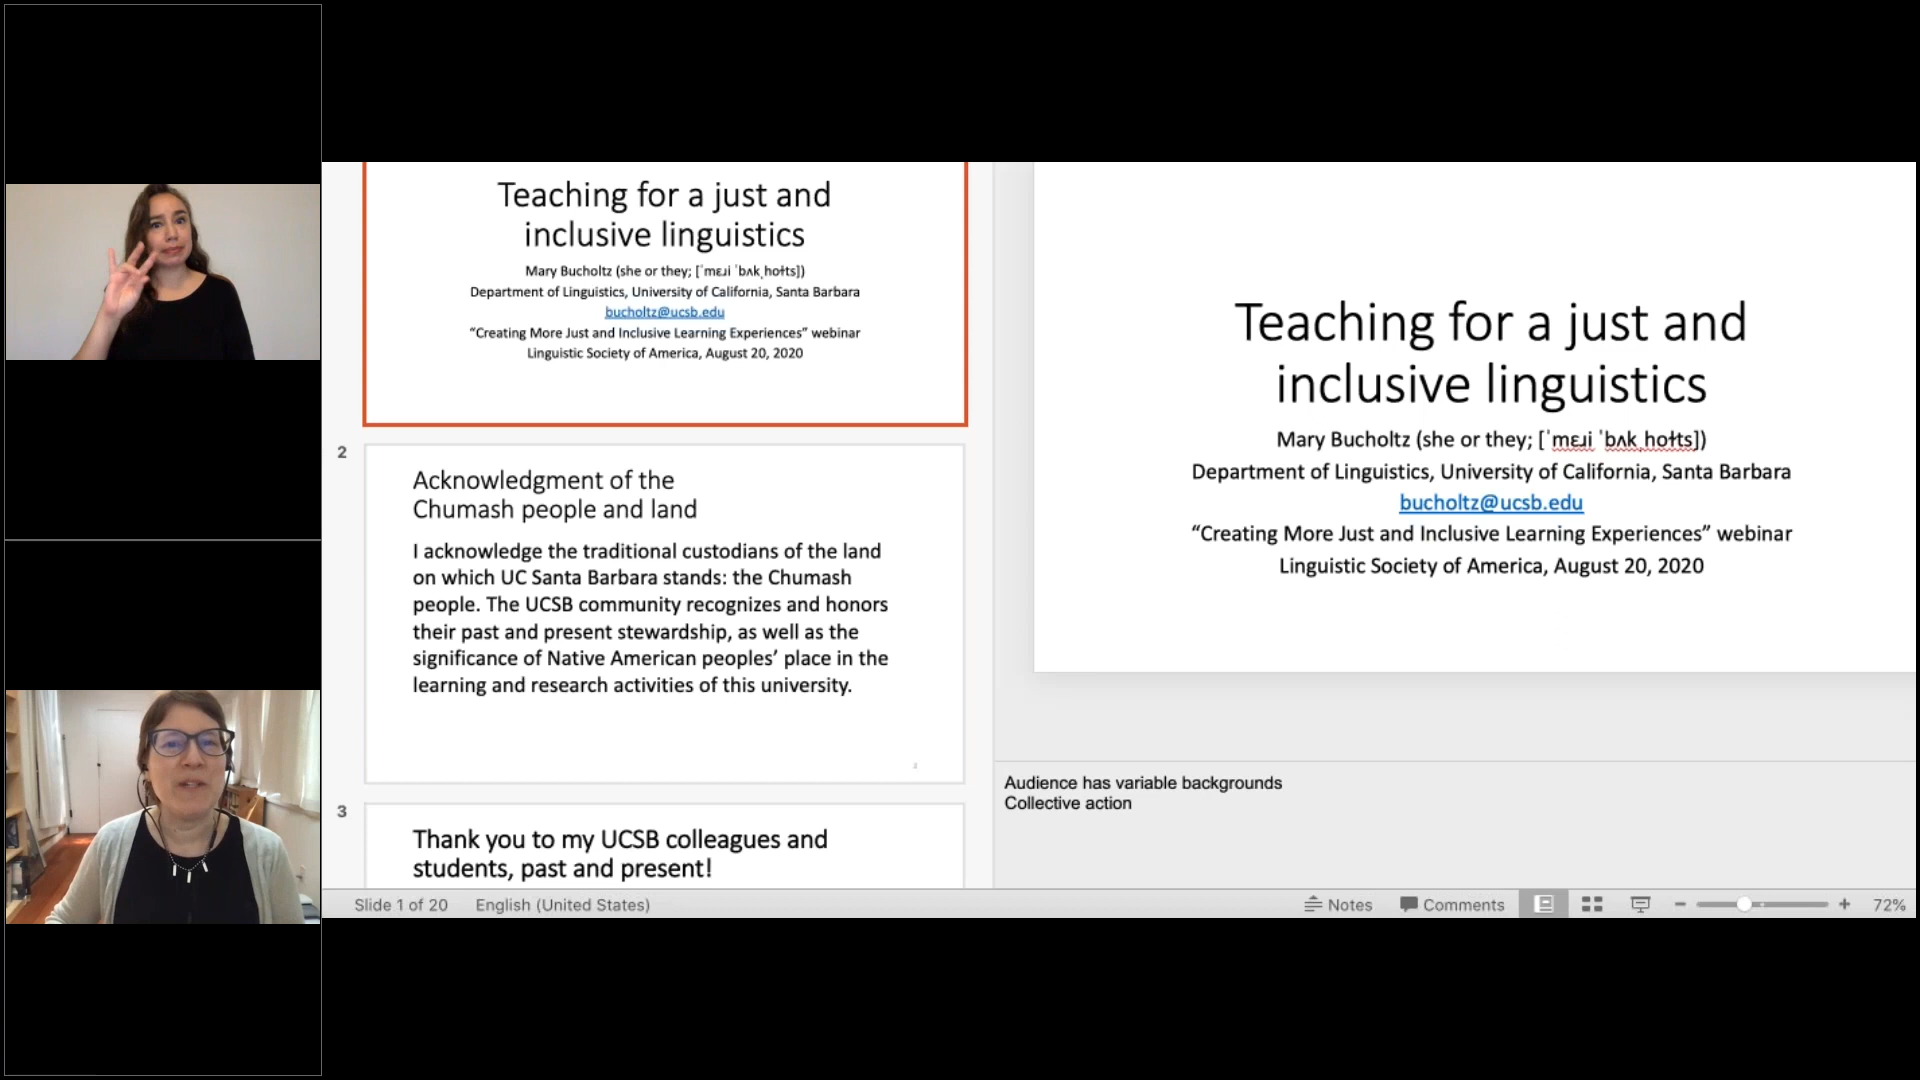 Teaching for a just and
inclusive linguistics
Mary Bucholtz (she or they; [ˈmɛɹi ˈbʌkˌhoɫts])
Department of Linguistics, University of California, Santa Barbara
bucholtz@ucsb.edu
“Creating More Just and Inclusive Learning Experiences” webinar
Linguistic Society of America, August 20, 2020
2
Acknowledgment of the
Chumash people and land
I acknowledge the traditional custodians of the land
on which UC Santa Barbara stands: the Chumash
people. The UCSB community recognizes and honors
their past and present stewardship, as well as the
significance of Native American peoples’ place in the
learning and research activities of this university.
2
3
Thank you to my UCSB colleagues and
students, past and present!
Teaching for a just and
inclusive linguistics
Mary Bucholtz (she or they; [ˈmɛɹi ˈbʌkˌhoɫts])
Department of Linguistics, University of California, Santa Barbara
bucholtz@ucsb.edu
“Creating More Just and Inclusive Learning Experiences” webinar
Linguistic Society of America, August 20, 2020
Audience has variable backgrounds
Collective action
Slide 1 of 20 English (United States) Notes Comments 72%